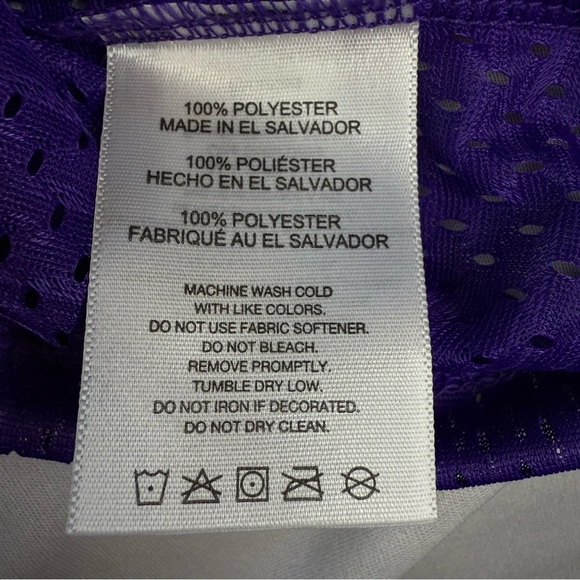 100% POLYESTER
MADE IN EL SALVADOR
100% POLIÉSTER
HECHO EN EL SALVADOR
100% POLYESTER
FABRIQUÉ AU EL SALVADOR
MACHINE WASH COLD
WITH LIKE COLORS.
DO NOT USE FABRIC SOFTENER.
DO NOT BLEACH.
REMOVE PROMPTLY.
TUMBLE DRY LOW.
DO NOT IRON IF DECORATED.
DO NOT DRY CLEAN.